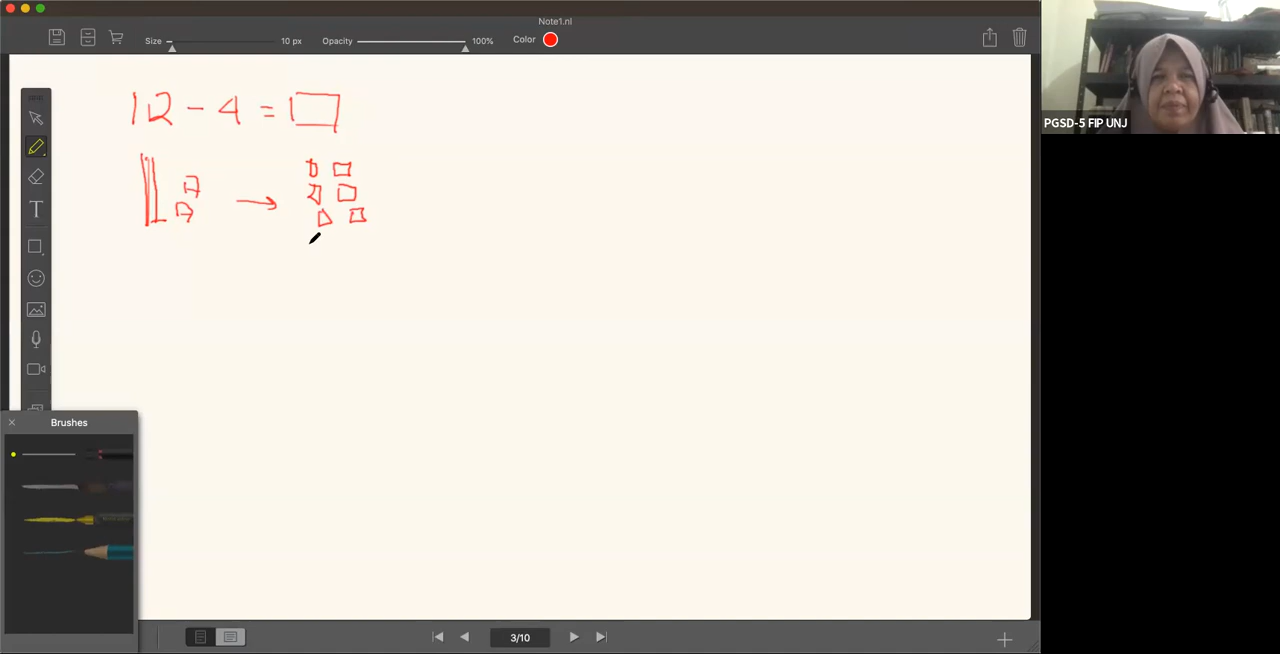 Note1.nl
Size 10 px Opacity 100% Color
PGSD-5 FIP UNJ
12 - 4 = □
T
Brushes
3/10